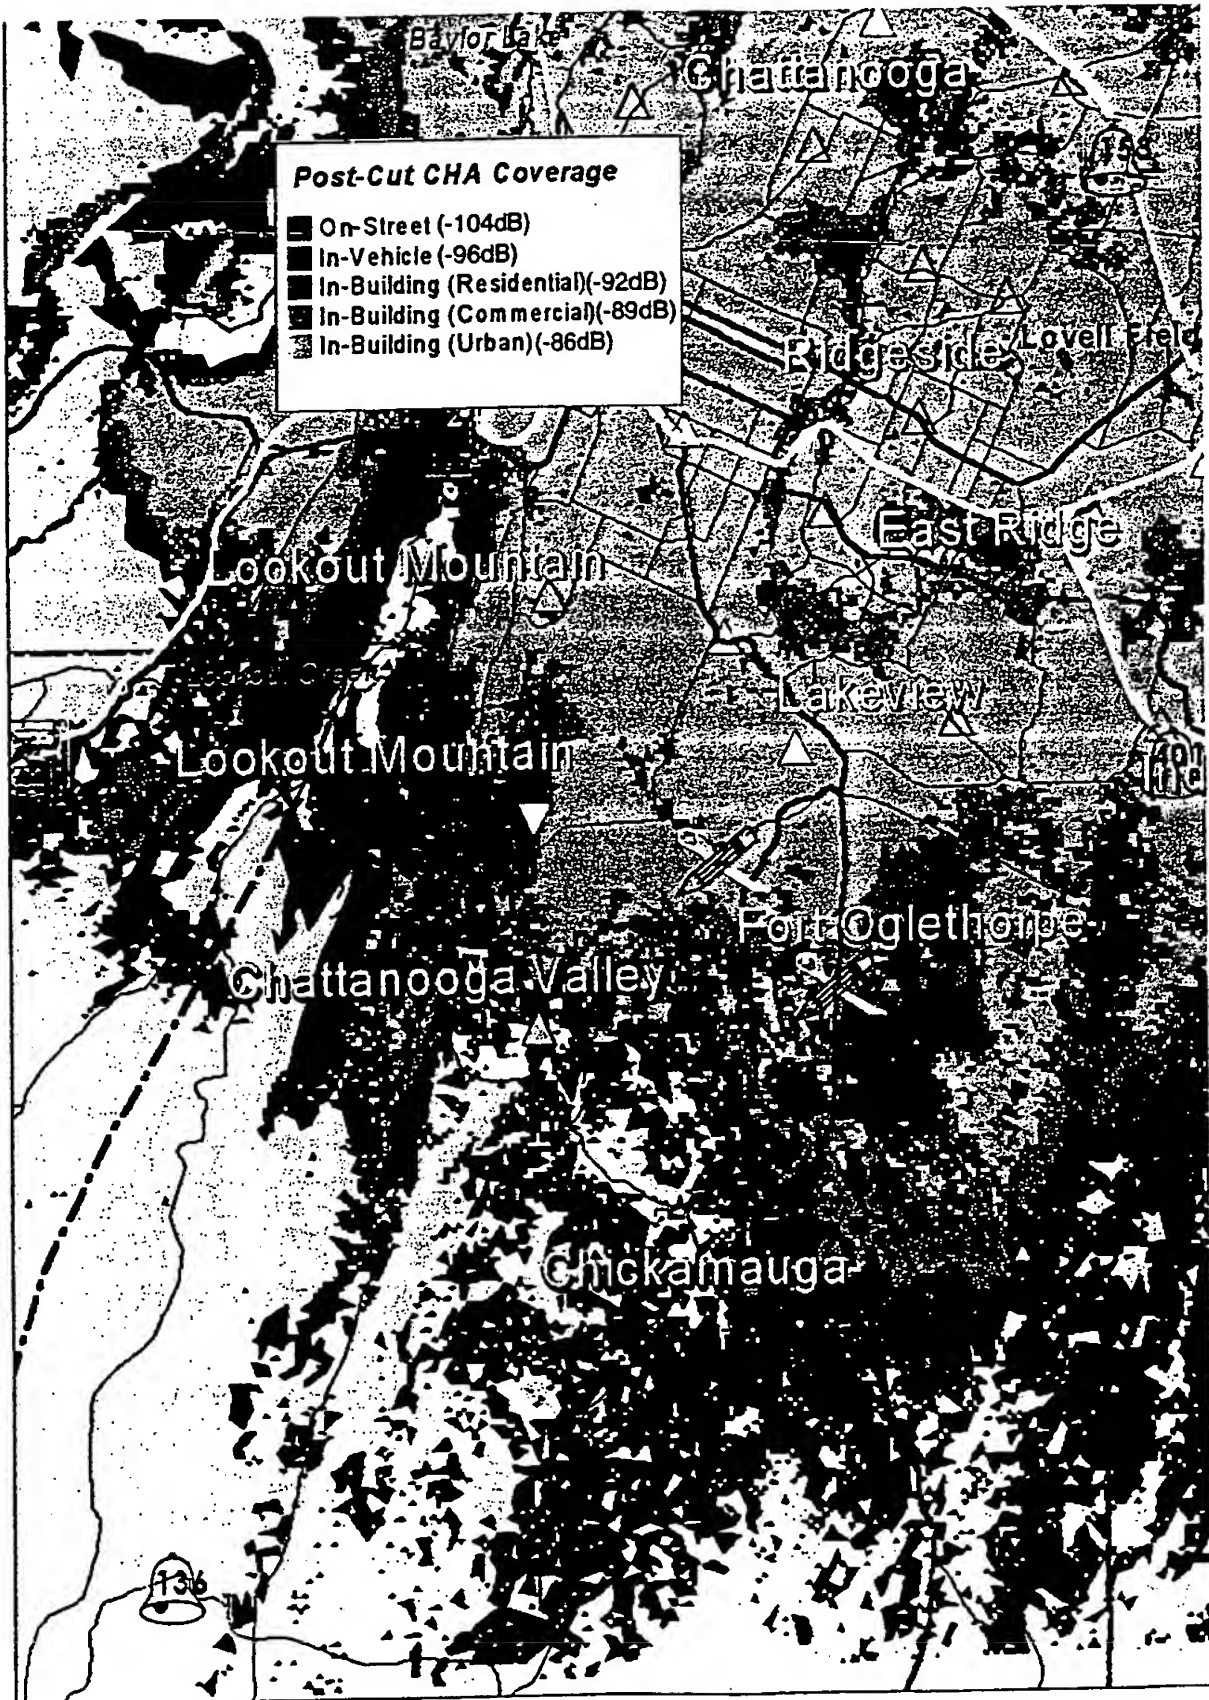 Baylor Lake
Chattanooga
Post-Cut CHA Coverage
On-Street (-104dB)
In-Vehicle (-96dB)
In-Building (Residential)(-92dB)
In-Building (Commercial)(-89dB)
In-Building (Urban)(-86dB)
Ridgeside
Lovell Field
East Ridge
Lookout Mountain
Lookout Creek
Lakeview
Lookout Mountain
Fort Oglethorpe
Chattanooga Valley
Chickamauga
136